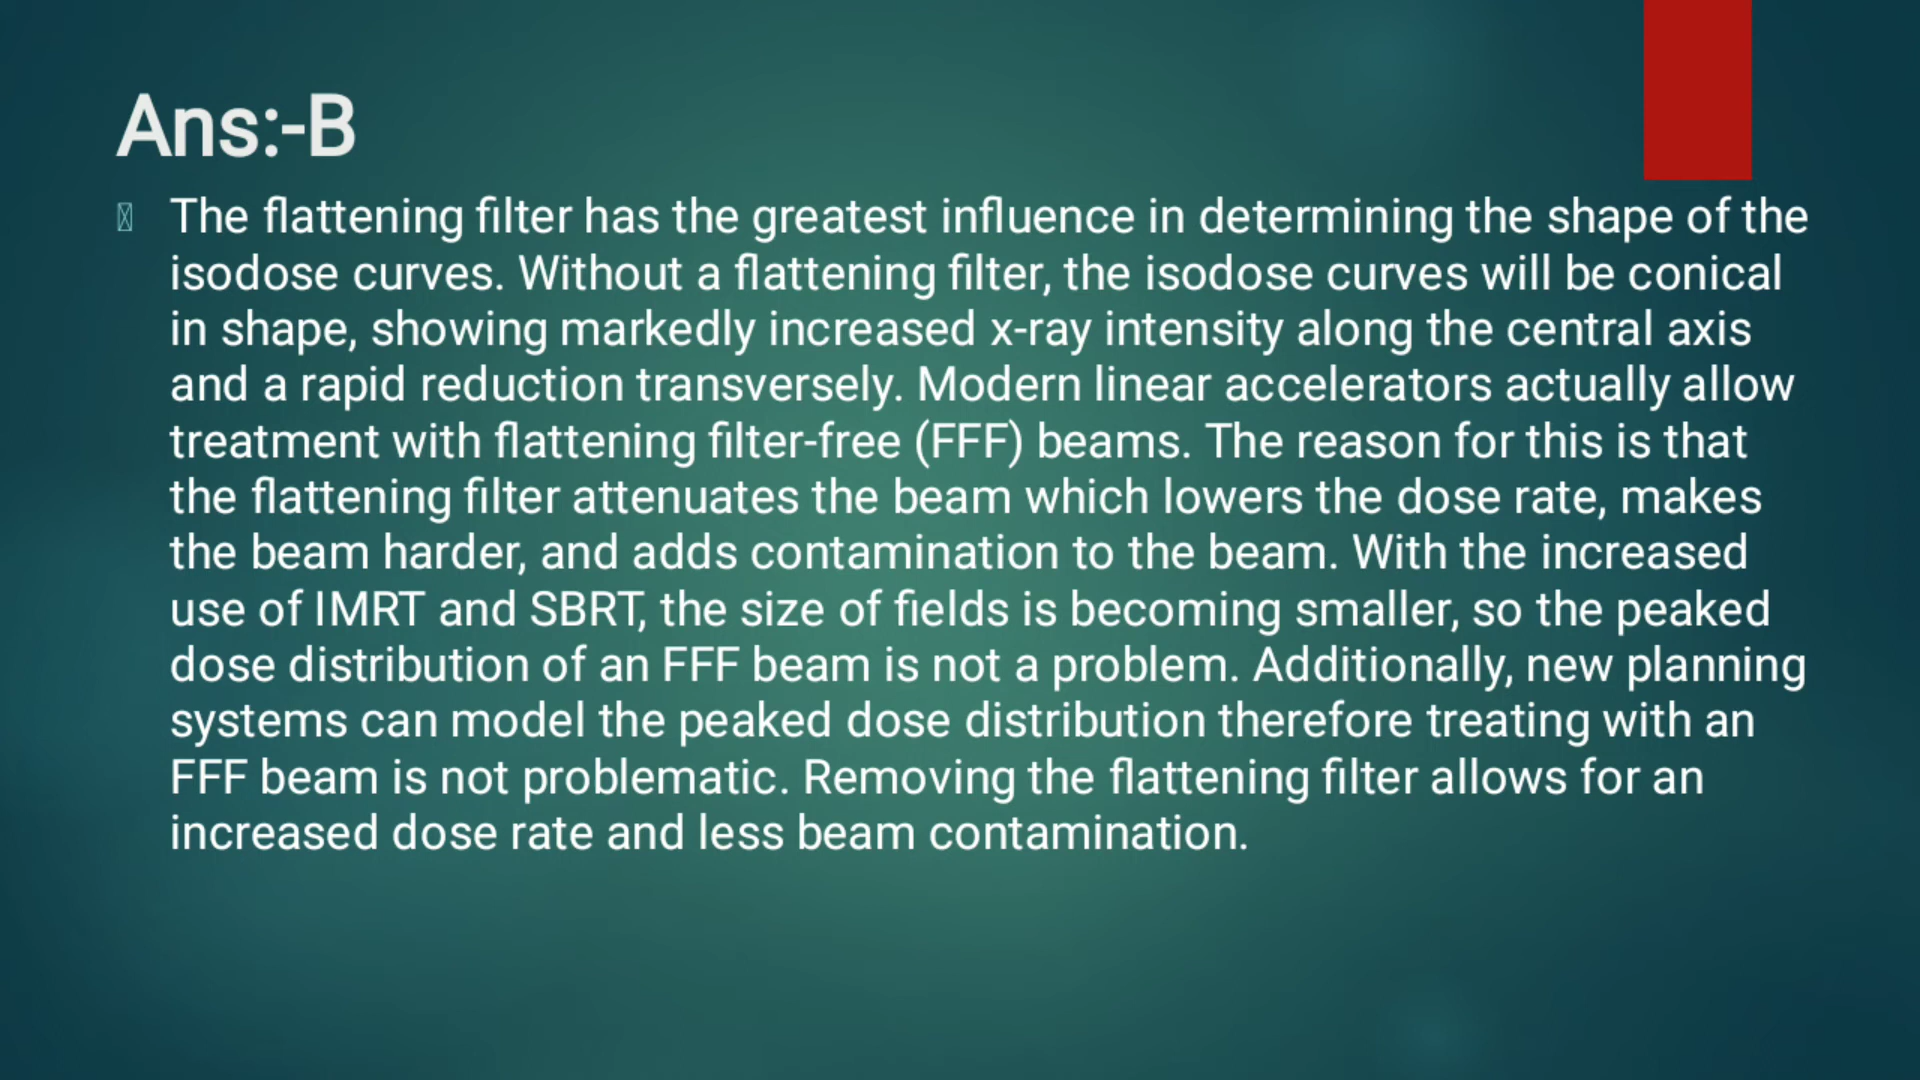 Ans:-B
The flattening filter has the greatest influence in determining the shape of the
isodose curves. Without a flattening filter, the isodose curves will be conical
in shape, showing markedly increased x-ray intensity along the central axis
and a rapid reduction transversely. Modern linear accelerators actually allow
treatment with flattening filter-free (FFF) beams. The reason for this is that
the flattening filter attenuates the beam which lowers the dose rate, makes
the beam harder, and adds contamination to the beam. With the increased
use of IMRT and SBRT, the size of fields is becoming smaller, so the peaked
dose distribution of an FFF beam is not a problem. Additionally, new planning
systems can model the peaked dose distribution therefore treating with an
FFF beam is not problematic. Removing the flattening filter allows for an
increased dose rate and less beam contamination.